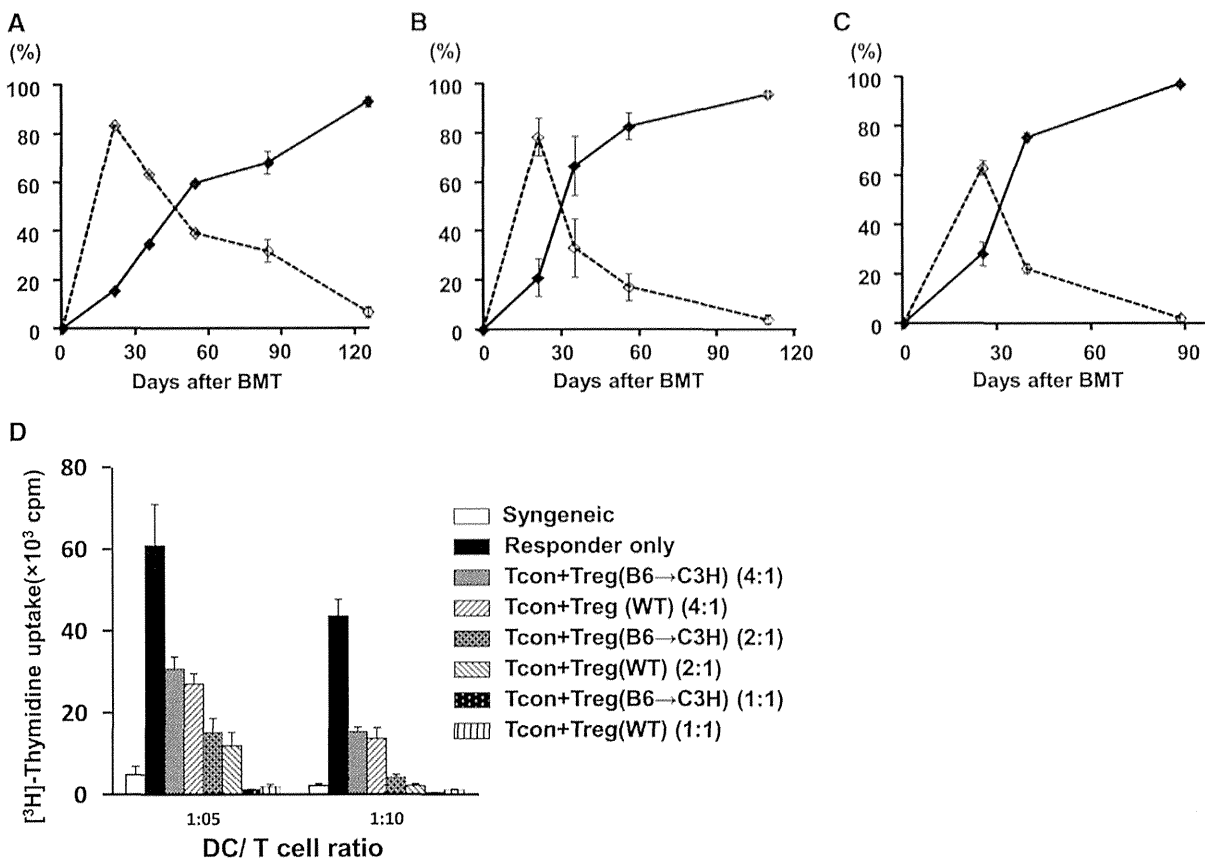 A
(%)
100
80
60
40
20
0
0 30 60 90 120
Days after BMT
B
(%)
100
80
60
40
20
0
0 30 60 90 120
Days after BMT
C
(%)
100
80
60
40
20
0
0 30 60 90
Days after BMT
D
[³H]-Thymidine uptake(×10³ cpm)
80
60
40
20
0
1:05 1:10
DC/ T cell ratio
Syngeneic
Responder only
Tcon+Treg(B6→C3H) (4:1)
Tcon+Treg (WT) (4:1)
Tcon+Treg(B6→C3H) (2:1)
Tcon+Treg(WT) (2:1)
Tcon+Treg(B6→C3H) (1:1)
Tcon+Treg(WT) (1:1)